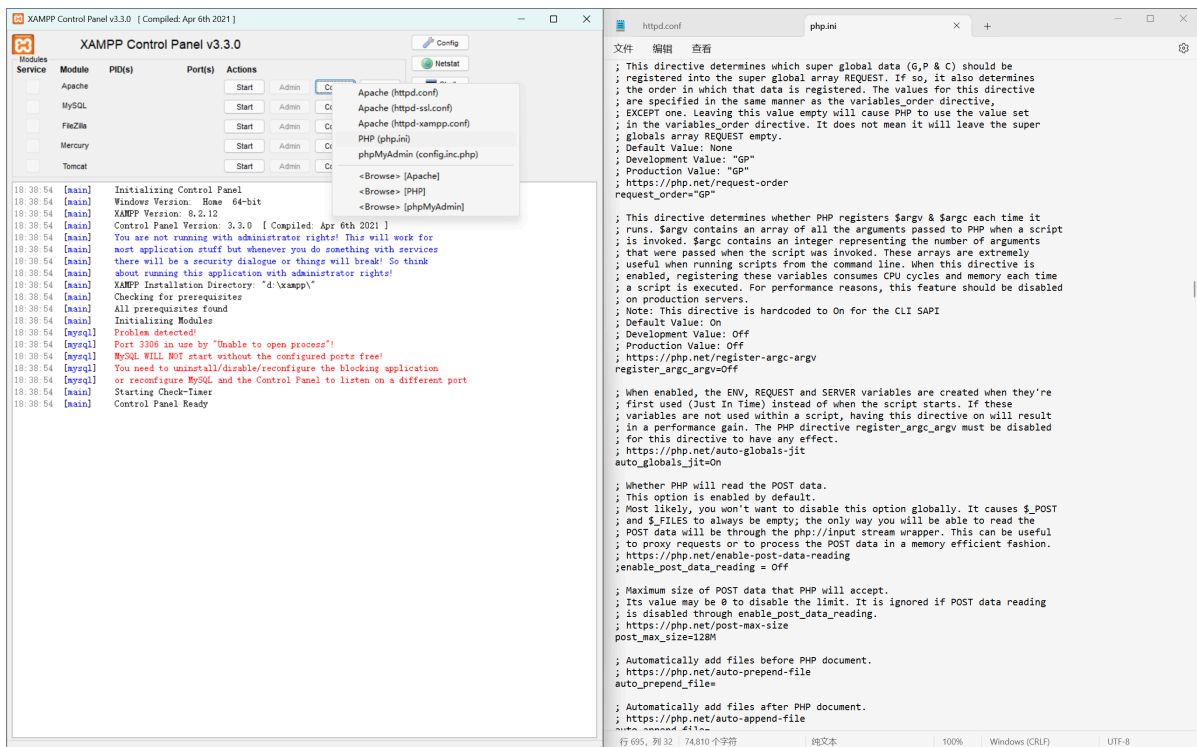 XAMPP Control Panel v3.3.0 [ Compiled: Apr 6th 2021 ]
XAMPP Control Panel v3.3.0
Config
Netstat
Modules
Service Module PID(s) Port(s) Actions
Apache Start Admin
MySQL Start Admin
FileZilla Start Admin
Mercury Start Admin
Tomcat Start Admin
Apache (httpd.conf)
Apache (httpd-ssl.conf)
Apache (httpd-xampp.conf)
PHP (php.ini)
phpMyAdmin (config.inc.php)
<Browse> [Apache]
<Browse> [PHP]
<Browse> [phpMyAdmin]
18:38:54 [main] Initializing Control Panel
18:38:54 [main] Windows Version: Home 64-bit
18:38:54 [main] XAMPP Version: 8.2.12
18:38:54 [main] Control Panel Version: 3.3.0 [ Compiled: Apr 6th 2021 ]
18:38:54 [main] You are not running with administrator rights! This will work for
18:38:54 [main] most application stuff but whenever you do something with services
18:38:54 [main] there will be a security dialogue or things will break! So think
18:38:54 [main] about running this application with administrator rights!
18:38:54 [main] XAMPP Installation Directory: "d:\xampp\"
18:38:54 [main] Checking for prerequisites
18:38:54 [main] All prerequisites found
18:38:54 [main] Initializing Modules
18:38:54 [mysql] Problem detected!
18:38:54 [mysql] Port 3306 in use by "Unable to open process"!
18:38:54 [mysql] MySQL WILL NOT start without the configured ports free!
18:38:54 [mysql] You need to uninstall/disable/reconfigure the blocking application
18:38:54 [mysql] or reconfigure MySQL and the Control Panel to listen on a different port
18:38:54 [main] Starting Check-Timer
18:38:54 [main] Control Panel Ready
httpd.conf
php.ini
文件 编辑 查看
; This directive determines which super global data (G,P & C) should be
; registered into the super global array REQUEST. If so, it also determines
; the order in which that data is registered. The values for this directive
; are specified in the same manner as the variables_order directive,
; EXCEPT one. Leaving this value empty will cause PHP to use the value set
; in the variables_order directive. It does not mean it will leave the super
; globals array REQUEST empty.
; Default Value: None
; Development Value: "GP"
; Production Value: "GP"
; https://php.net/request-order
request_order="GP"
; This directive determines whether PHP registers $argv & $argc each time it
; runs. $argv contains an array of all the arguments passed to PHP when a script
; is invoked. $argc contains an integer representing the number of arguments
; that were passed when the script was invoked. These arrays are extremely
; useful when running scripts from the command line. When this directive is
; enabled, registering these variables consumes CPU cycles and memory each time
; a script is executed. For performance reasons, this feature should be disabled
; on production servers.
; Note: This directive is hardcoded to On for the CLI SAPI
; Default Value: On
; Development Value: Off
; Production Value: Off
; https://php.net/register-argc-argv
register_argc_argv=Off
; When enabled, the ENV, REQUEST and SERVER variables are created when they're
; first used (Just In Time) instead of when the script starts. If these
; variables are not used within a script, having this directive on will result
; in a performance gain. The PHP directive register_argc_argv must be disabled
; for this directive to have any effect.
; https://php.net/auto-globals-jit
auto_globals_jit=On
; Whether PHP will read the POST data.
; This option is enabled by default.
; Most likely, you won't want to disable this option globally. It causes $_POST
; and $_FILES to always be empty; the only way you will be able to read the
; POST data will be through the php://input stream wrapper. This can be useful
; to proxy requests or to process the POST data in a memory efficient fashion.
; https://php.net/enable-post-data-reading
;enable_post_data_reading = Off
; Maximum size of POST data that PHP will accept.
; Its value may be 0 to disable the limit. It is ignored if POST data reading
; is disabled through enable_post_data_reading.
; https://php.net/post-max-size
post_max_size=128M
; Automatically add files before PHP document.
; https://php.net/auto-prepend-file
auto_prepend_file=
; Automatically add files after PHP document.
; https://php.net/auto-append-file
行 695, 列 32 74,810 个字符 纯文本 100% Windows (CRLF) UTF-8